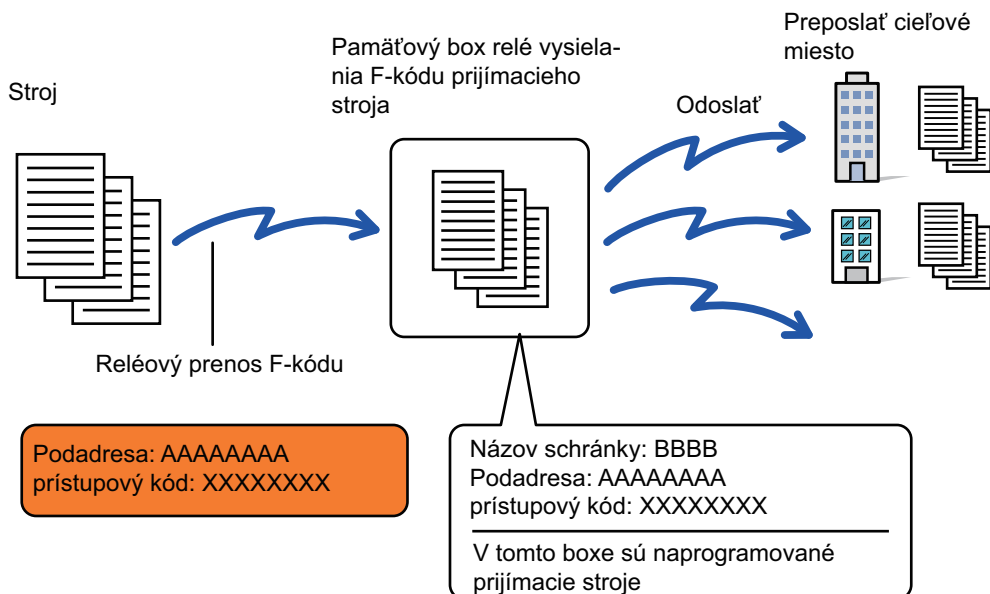 Stroj
Pamäťový box relé vysiela-
nia F-kódu prijímacieho
stroja
Odoslať
Preposlať cieľové
miesto
Reléový prenos F-kódu
Podadresa: AAAAAAAA
prístupový kód: XXXXXXXX
Názov schránky: BBBB
Podadresa: AAAAAAAA
prístupový kód: XXXXXXXX
V tomto boxe sú naprogramované
prijímacie stroje